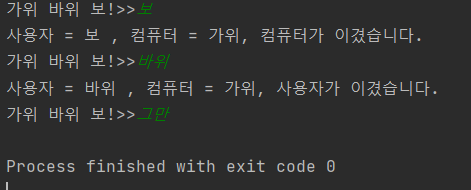 가위 바위 보!>>보
사용자 = 보 , 컴퓨터 = 가위, 컴퓨터가 이겼습니다.
가위 바위 보!>>바위
사용자 = 바위 , 컴퓨터 = 가위, 사용자가 이겼습니다.
가위 바위 보!>>그만
Process finished with exit code 0